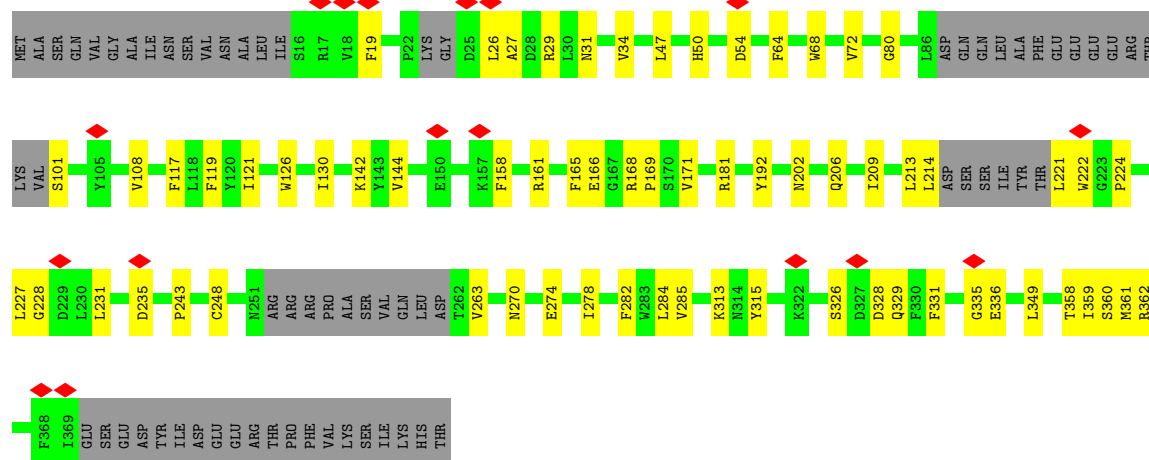 MET ALA SER GLN VAL GLY ALA ILE ASN SER VAL ASN ALA LEU ILE S16 R17 V18 F19 P22 LYS GLY D25 L26 A27 D28 R29 L30 N31 V34 L47 H50 D54 F64 W68 V72 G80 L86 ASP GLN GLN LEU ALA PHE GLU GLU GLU GLU ARG THR
LYS VAL S101 Y105 V108 F117 L118 F119 Y120 I121 W126 I130 K142 Y143 V144 E150 K157 F158 R161 F165 E166 G167 R168 P169 S170 V171 R181 Y192 N202 Q206 I209 L213 L214 ASP SER SER ILE TYR THR L221 W222 G223 P224
L227 G228 D229 L230 L231 D235 P243 C248 N251 ARG ARG ARG PRO ALA SER VAL GLN LEU ASP T262 V263 N270 E274 I278 F282 W283 L284 V285 K313 N314 Y315 K322 S326 D327 D328 Q329 F330 F331 G335 E336 L349 T358 I359 S360 M361 R362
F368 I369 GLU SER GLU ASP TYR ILE ASP GLU GLU ARG THR PRO PHE VAL LYS SER ILE LYS HIS THR